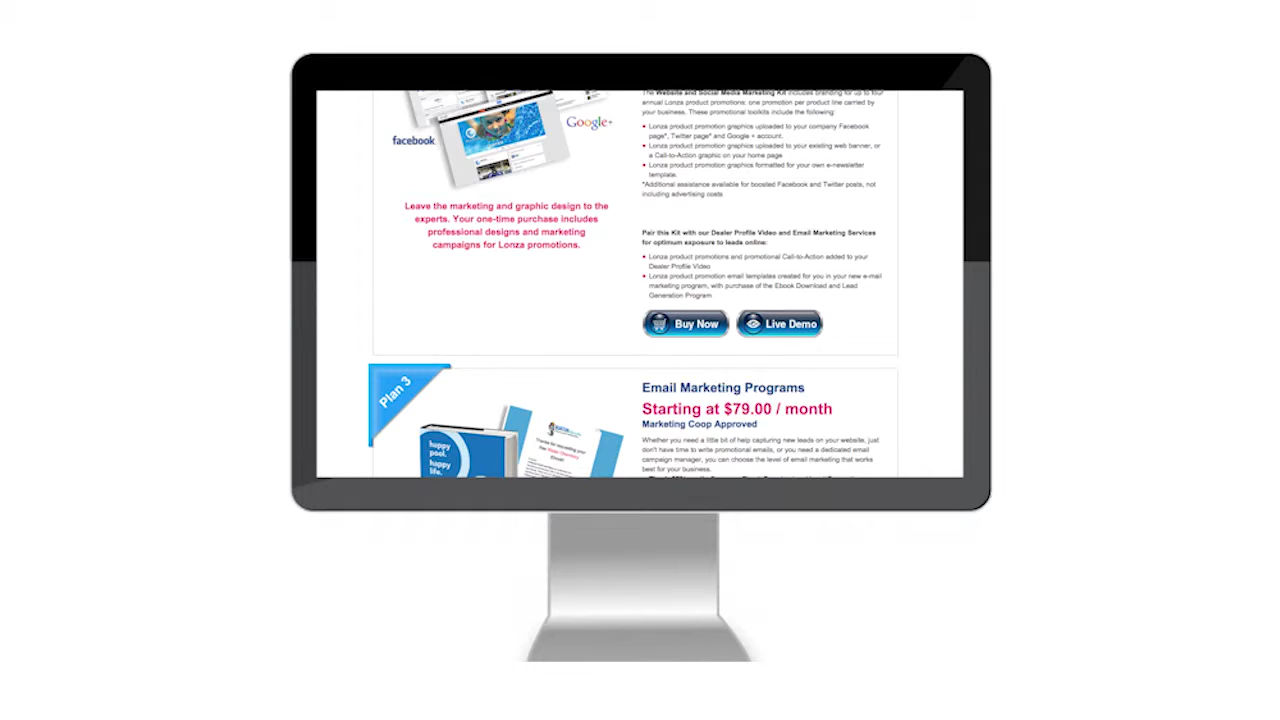 The Website and Social Media Marketing Kit includes branding for up to four
annual Lonza product promotions: one promotion per product line carried by
your business. These promotional toolkits include the following:
facebook
Google+
• Lonza product promotion graphics uploaded to your company Facebook
page*, Twitter page* and Google + account.
• Lonza product promotion graphics uploaded to your existing web banner, or
a Call-to-Action graphic on your home page
• Lonza product promotion graphics formatted for your own e-newsletter
template.
*Additional assistance available for boosted Facebook and Twitter posts, not
including advertising costs
Leave the marketing and graphic design to the
experts. Your one-time purchase includes
professional designs and marketing
campaigns for Lonza promotions.
Pair this Kit with our Dealer Profile Video and Email Marketing Services
for optimum exposure to leads online:
• Lonza product promotions and promotional Call-to-Action added to your
Dealer Profile Video
• Lonza product promotion email templates created for you in your new e-mail
marketing program, with purchase of the Ebook Download and Lead
Generation Program
Buy Now
Live Demo
Plan 3
Email Marketing Programs
Starting at $79.00 / month
Marketing Coop Approved
Whether you need a little bit of help capturing new leads on your website, just
don't have time to write promotional emails, or you need a dedicated email
campaign manager, you can choose the level of email marketing that works
best for your business.
happy
pool.
happy
life.
Thanks for requesting your